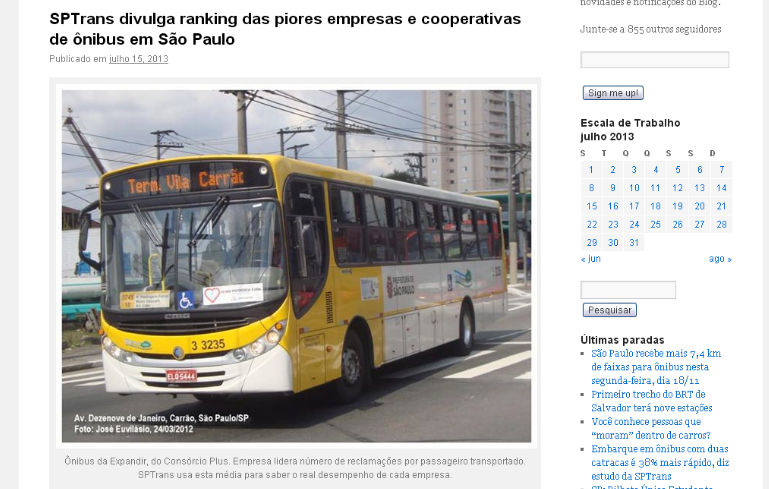 SPTrans divulga ranking das piores empresas e cooperativas
de ônibus em São Paulo
Publicado em julho 15, 2013
Term. Vila Carrão
PREFEITURA DE
SÃO PAULO
3 3235
Av. Dezenove de Janeiro, Carrão, São Paulo/SP
Foto: José Euvilásio, 24/03/2012
Ônibus da Expandir, do Consórcio Plus. Empresa lidera número de reclamações por passageiro transportado.
SPTrans usa esta média para saber o real desempenho de cada empresa.
novidades e notificações do Blog.
Junte-se a 855 outros seguidores
Sign me up!
Escala de Trabalho
julho 2013
S T Q Q S S D
1 2 3 4 5 6 7
8 9 10 11 12 13 14
15 16 17 18 19 20 21
22 23 24 25 26 27 28
29 30 31
« jun ago »
Pesquisar
Últimas paradas
São Paulo recebe mais 7,4 km
de faixas para ônibus nesta
segunda-feira, dia 18/11
Primeiro trecho do BRT de
Salvador terá nove estações
Você conhece pessoas que
“moram” dentro de carros?
Embarque em ônibus com duas
catracas é 38% mais rápido, diz
estudo da SPTrans
SP: Bilhete Único Estudante